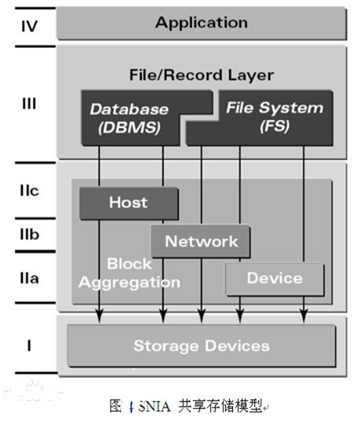 IV
Application
File/Record Layer
III
Database
(DBMS)
File System
(FS)
IIc
Host
IIb
Network
Block
Aggregation
IIa
Device
I
Storage Devices
图 4 SNIA 共享存储模型